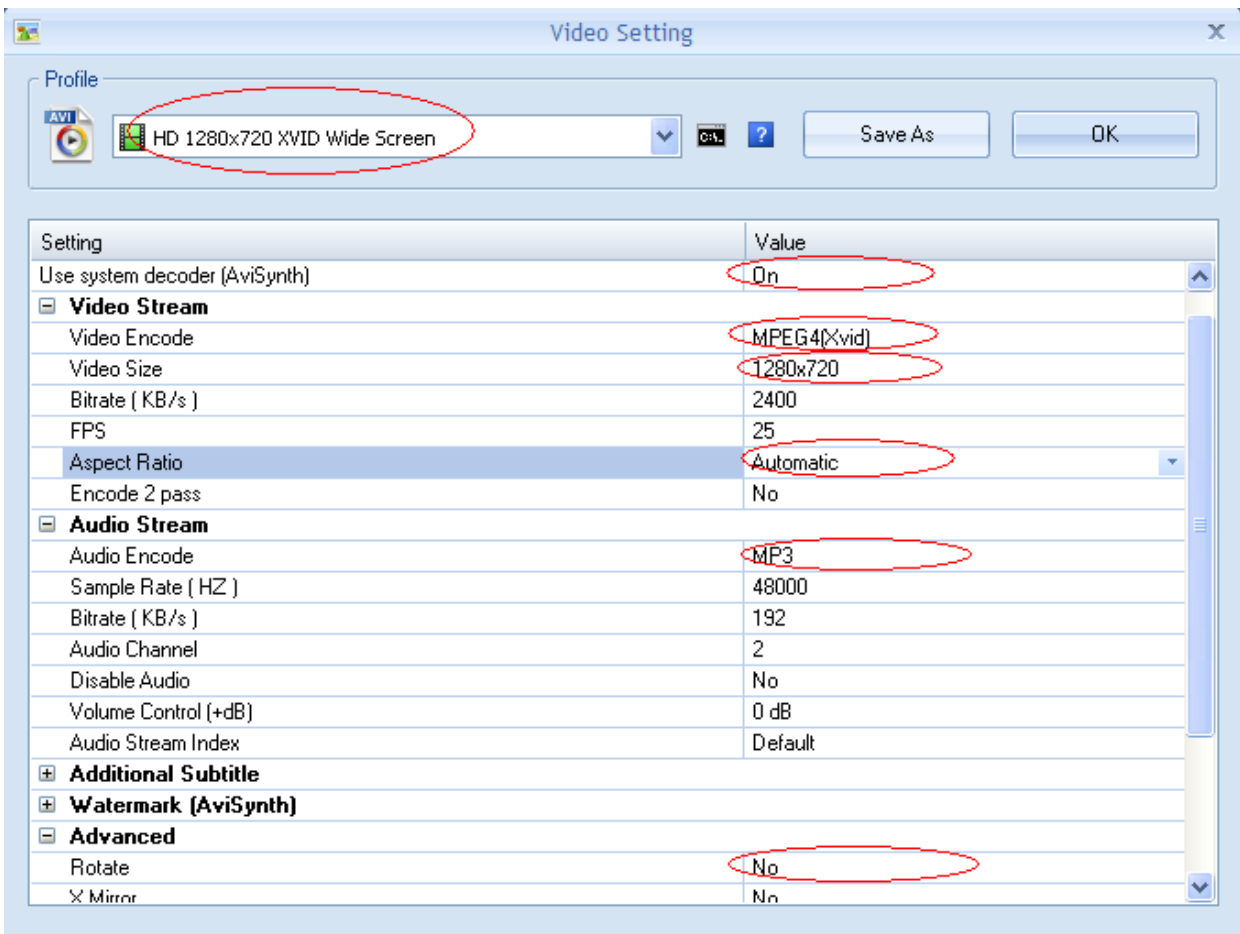 Video Setting
Profile
AVI
HD 1280x720 XVID Wide Screen
C:\.
?
Save As
OK
Setting Value
Use system decoder (AviSynth) On
Video Stream
Video Encode MPEG4(Xvid)
Video Size 1280x720
Bitrate ( KB/s ) 2400
FPS 25
Aspect Ratio Automatic
Encode 2 pass No
Audio Stream
Audio Encode MP3
Sample Rate ( HZ ) 48000
Bitrate ( KB/s ) 192
Audio Channel 2
Disable Audio No
Volume Control (+dB) 0 dB
Audio Stream Index Default
Additional Subtitle
Watermark (AviSynth)
Advanced
Rotate No
X Mirror No